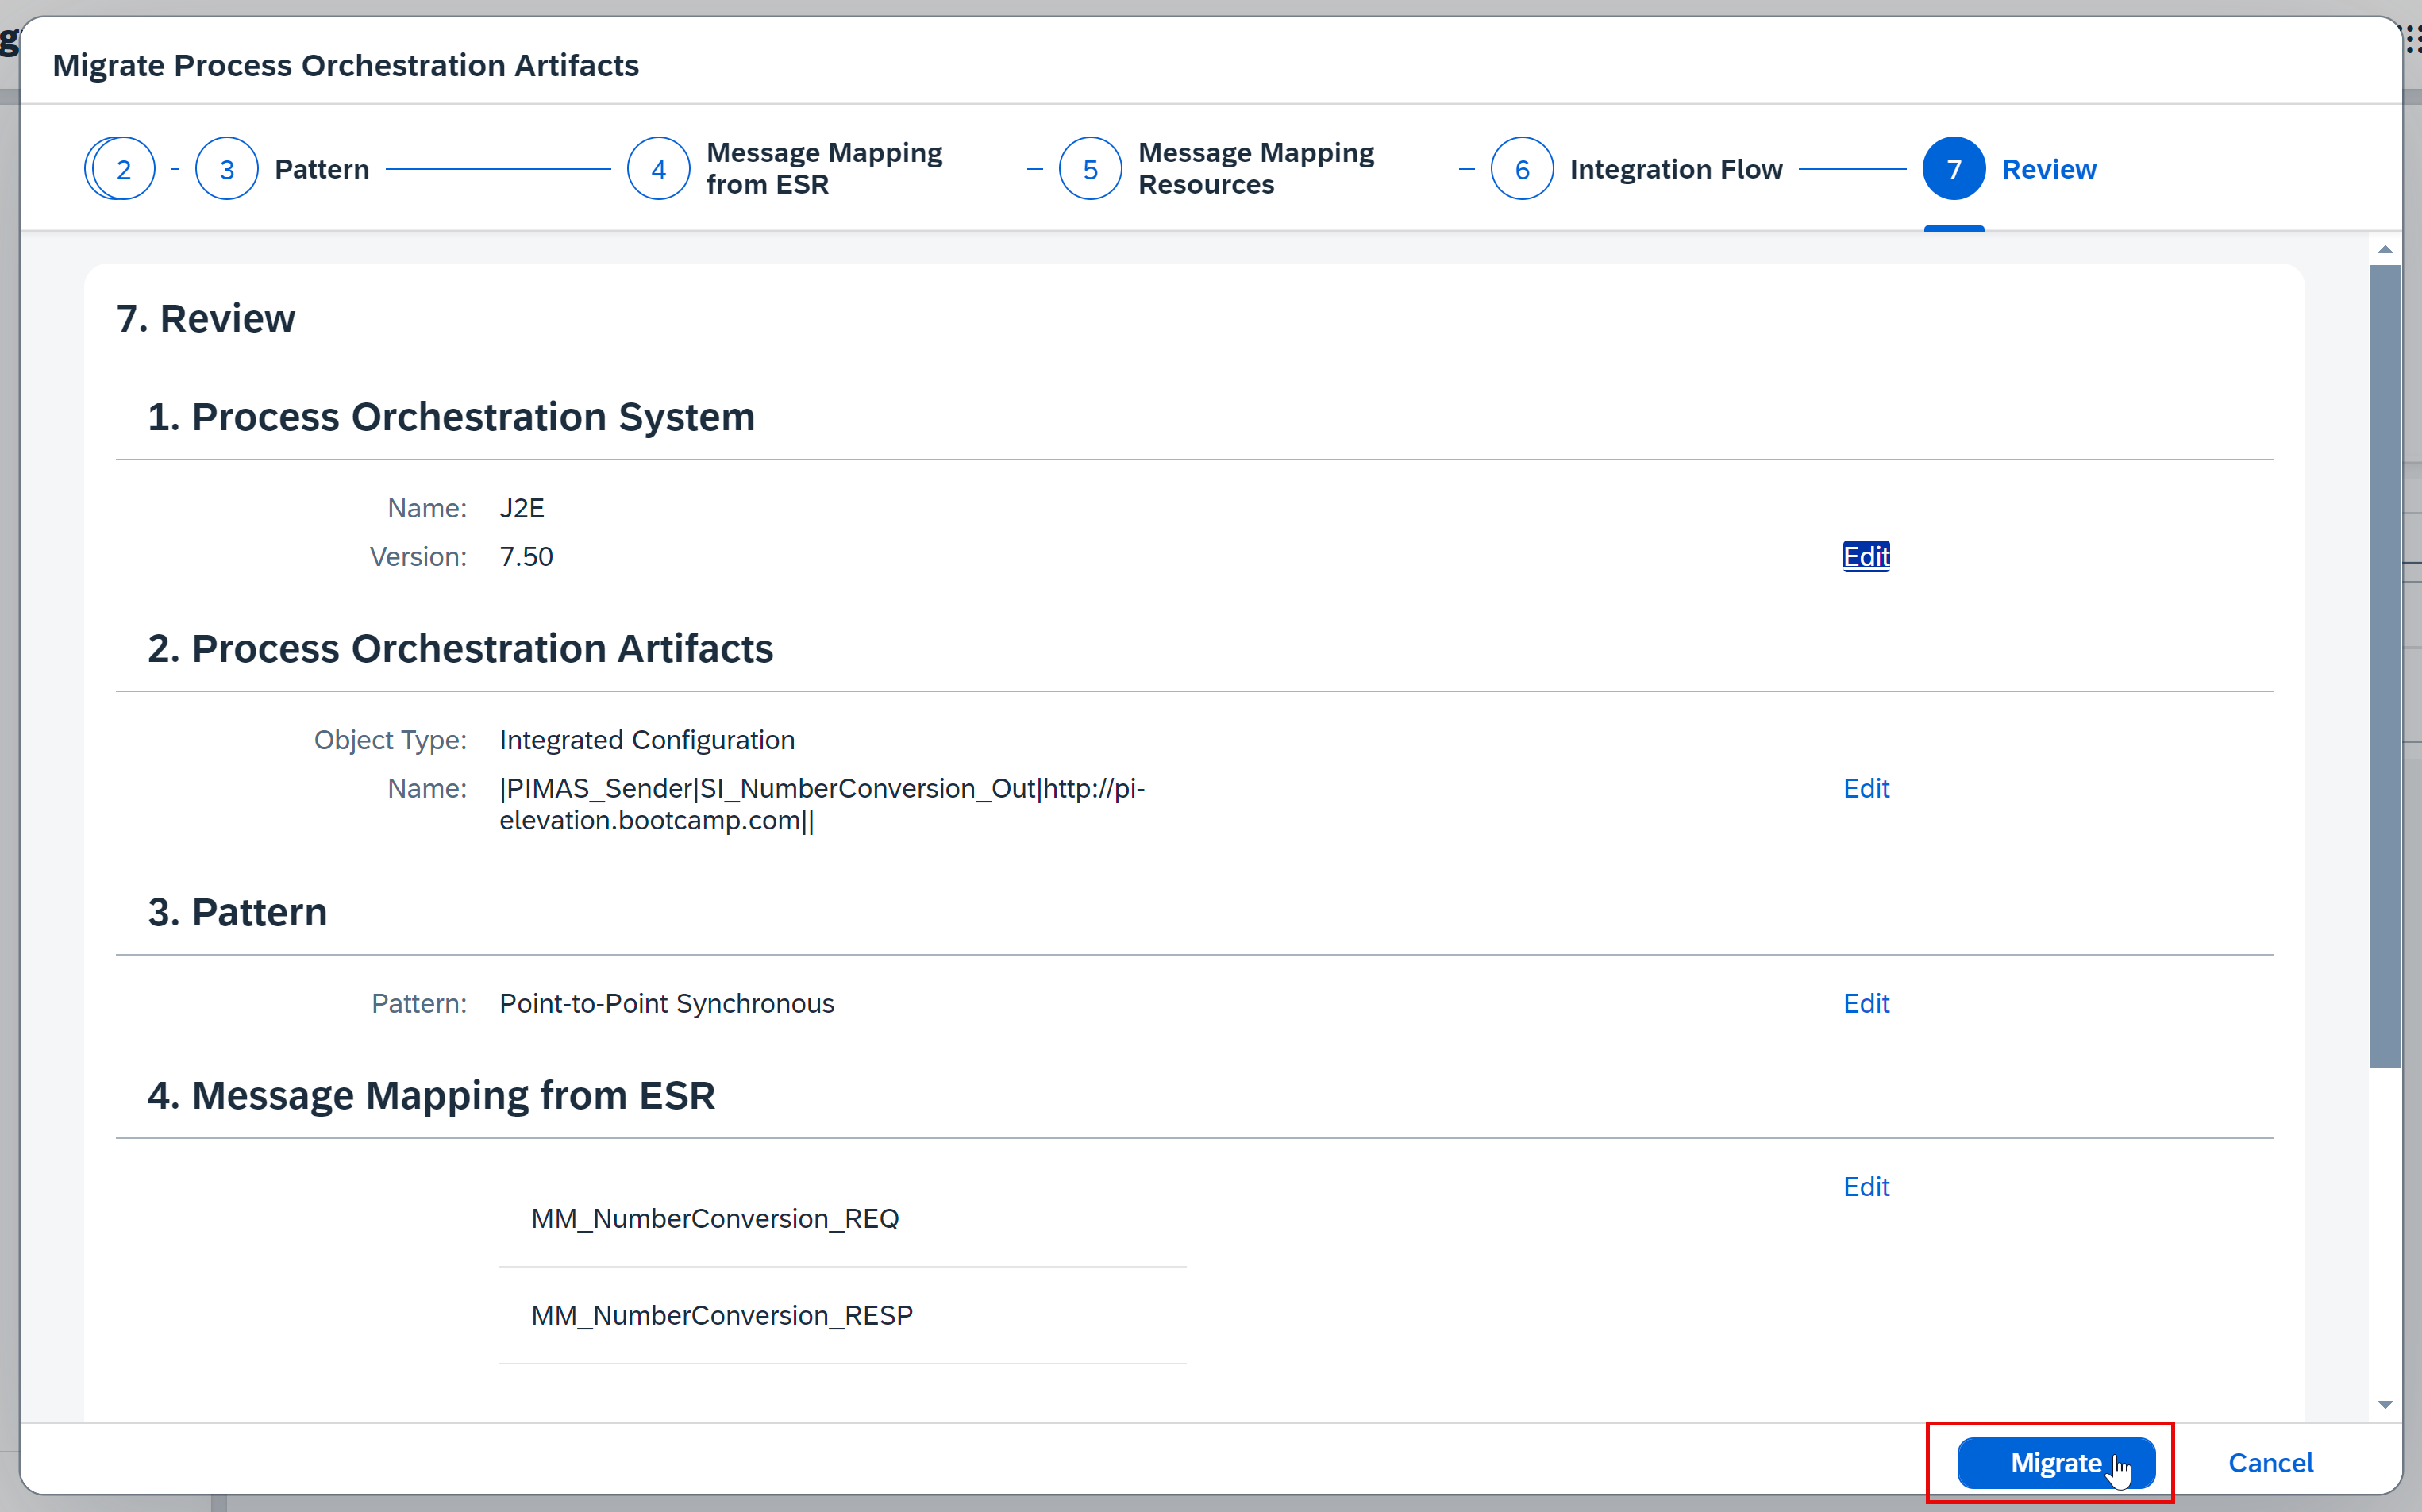 g
Migrate Process Orchestration Artifacts
2
3 Pattern
4 Message Mapping
from ESR
5 Message Mapping
Resources
6 Integration Flow
7 Review
7. Review
1. Process Orchestration System
Name: J2E
Version: 7.50
Edit
2. Process Orchestration Artifacts
Object Type: Integrated Configuration
Name: |PIMAS_Sender|SI_NumberConversion_Out|http://pi-
elevation.bootcamp.com||
Edit
3. Pattern
Pattern: Point-to-Point Synchronous
Edit
4. Message Mapping from ESR
Edit
MM_NumberConversion_REQ
MM_NumberConversion_RESP
Migrate
Cancel